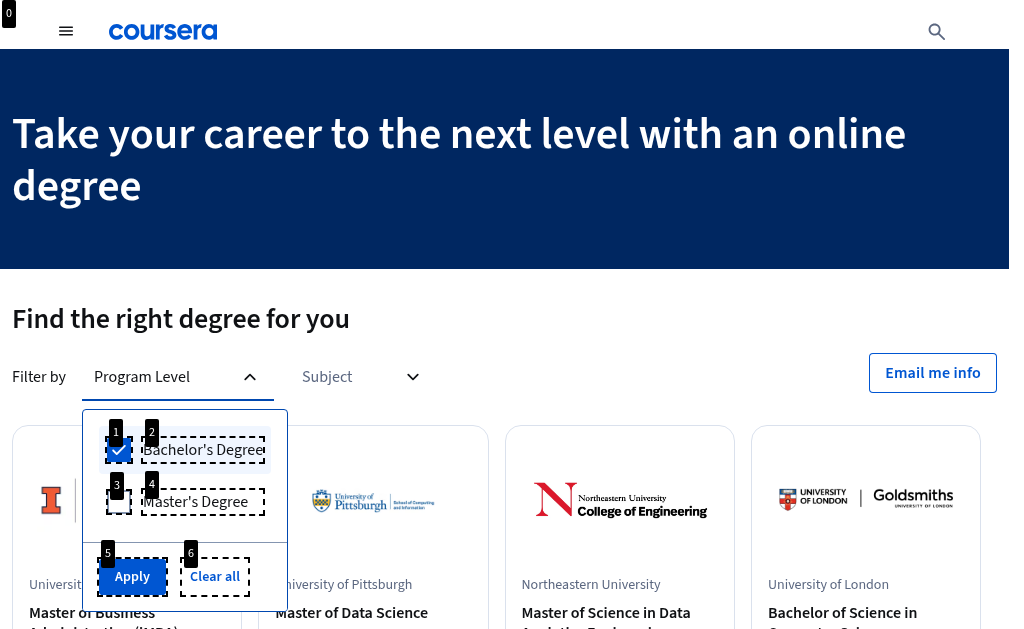 0
coursera
Take your career to the next level with an online
degree
Find the right degree for you
Filter by
Program Level
Subject
Email me info
1
2
Bachelor's Degree
3
4
Master's Degree
5
6
Apply
Clear all
University of Pittsburgh
School of Computing
and Information
Northeastern University
College of Engineering
UNIVERSITY
OF LONDON
Goldsmiths
UNIVERSITY OF LONDON
University of Pittsburgh
Northeastern University
University of London
Master of Business
Master of Data Science
Master of Science in Data
Bachelor of Science in